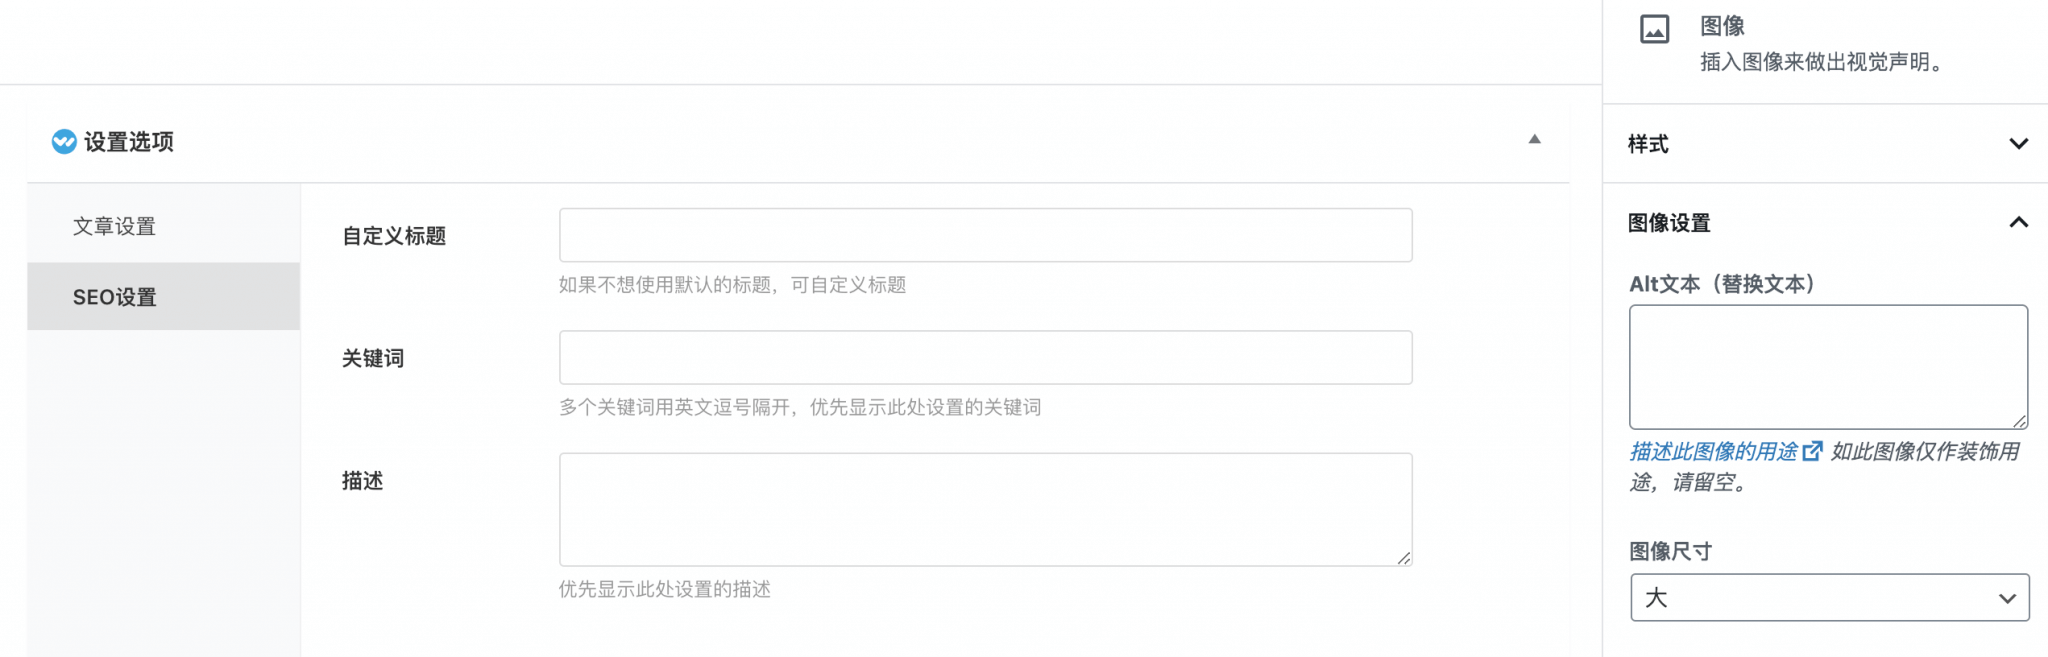 设置选项
文章设置
SEO设置
自定义标题
如果不想使用默认的标题，可自定义标题
关键词
多个关键词用英文逗号隔开，优先显示此处设置的关键词
描述
优先显示此处设置的描述
图像
插入图像来做出视觉声明。
样式
图像设置
Alt文本（替换文本）
描述此图像的用途 如此图像仅作装饰用
途，请留空。
图像尺寸
大